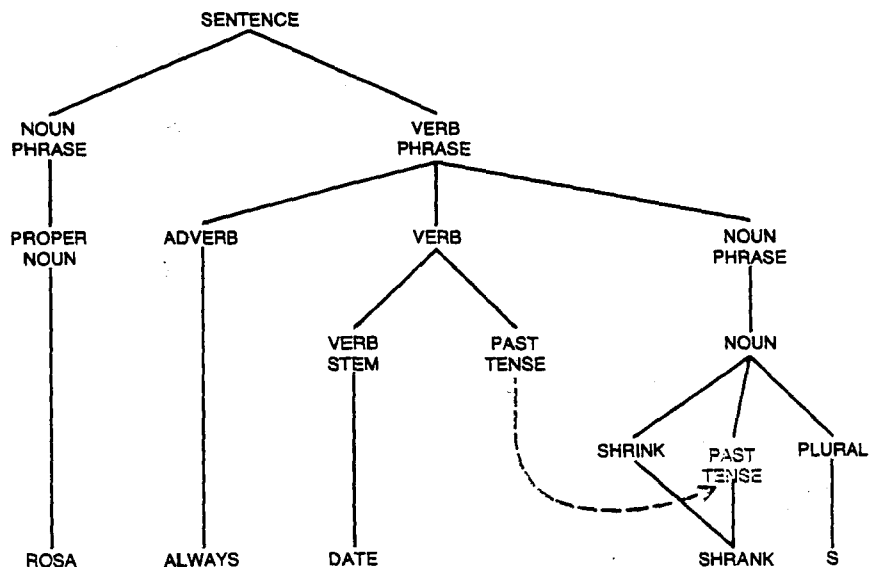 SENTENCE
NOUN PHRASE
VERB PHRASE
PROPER NOUN
ADVERB
VERB
NOUN PHRASE
VERB STEM
PAST TENSE
NOUN
SHRINK
PAST TENSE
PLURAL
ROSA
ALWAYS
DATE
SHRANK
S